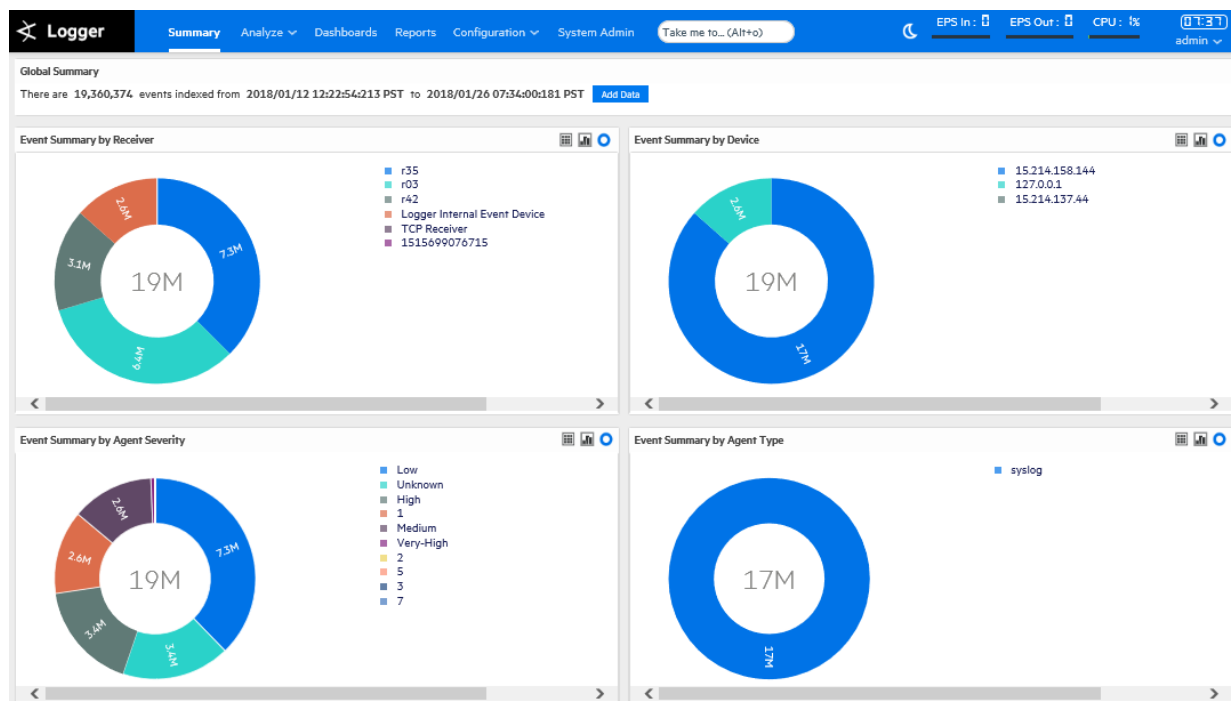 Logger
Summary Analyze Dashboards Reports Configuration System Admin Take me to... (Alt+o)
EPS In : 0 EPS Out : 0 CPU : 1% 07:37
admin
Global Summary
There are 19,360,374 events indexed from 2018/01/12 12:22:54:213 PST to 2018/01/26 07:34:00:181 PST Add Data
Event Summary by Receiver
r35
r03
r42
Logger Internal Event Device
TCP Receiver
1515699076715
2.6M
7.3M
3.1M
19M
6.4M
Event Summary by Device
15.214.158.144
127.0.0.1
15.214.137.44
2.6M
19M
17M
Event Summary by Agent Severity
Low
Unknown
High
1
Medium
Very-High
2
5
3
7
2.6M
7.3M
2.6M
19M
3.4M
3.4M
Event Summary by Agent Type
syslog
17M
17M